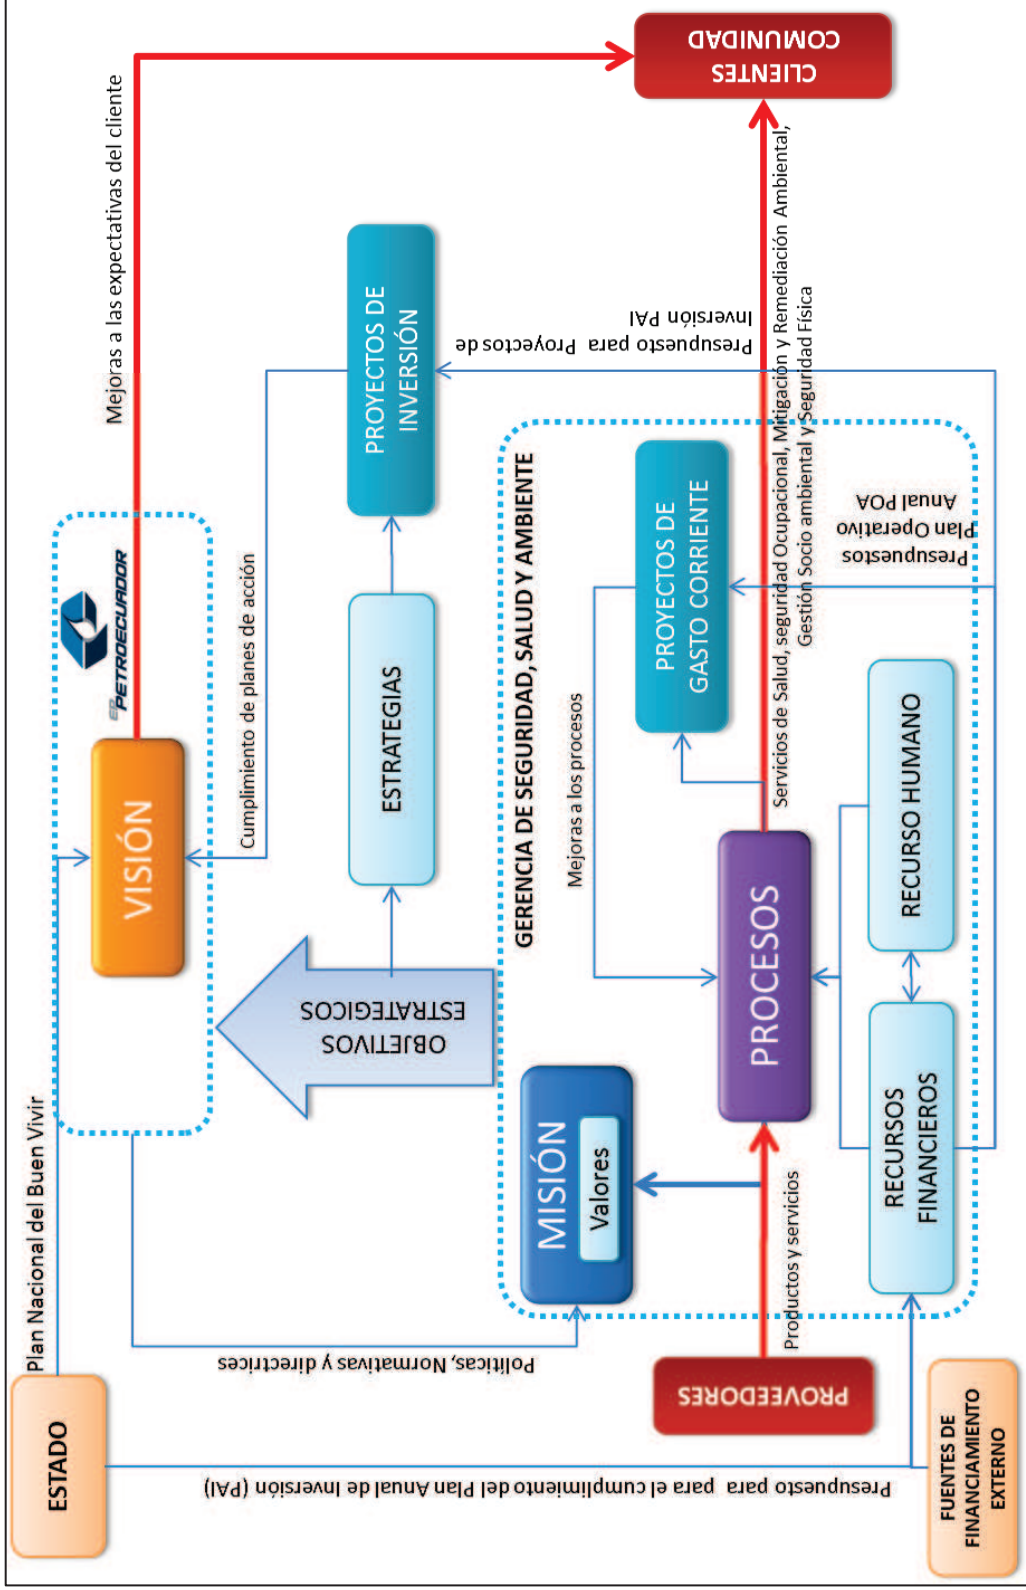 ESTADO
Plan Nacional del Buen Vivir
VISIÓN
EP
PETROECUADOR
Mejoras a las expectativas del cliente
CLIENTES
COMUNIDAD
Políticas, Normativas y directrices
OBJETIVOS
ESTRATEGICOS
Cumplimiento de planes de acción
ESTRATEGIAS
PROYECTOS DE
INVERSIÓN
Presupuesto para Proyectos de
Inversión PAI
GERENCIA DE SEGURIDAD, SALUD Y AMBIENTE
MISIÓN
Valores
Mejoras a los procesos
PROYECTOS DE
GASTO CORRIENTE
PROVEEDORES
Productos y servicios
PROCESOS
Servicios de Salud, seguridad Ocupacional, Mitigación y Remediación Ambiental,
Gestión Socio ambiental y Seguridad Física
Presupuestos
Plan Operativo
Anual POA
RECURSOS
FINANCIEROS
RECURSO HUMANO
Presupuesto para para el cumplimiento del Plan Anual de Inversión (PAI)
FUENTES DE
FINANCIAMIENTO
EXTERNO